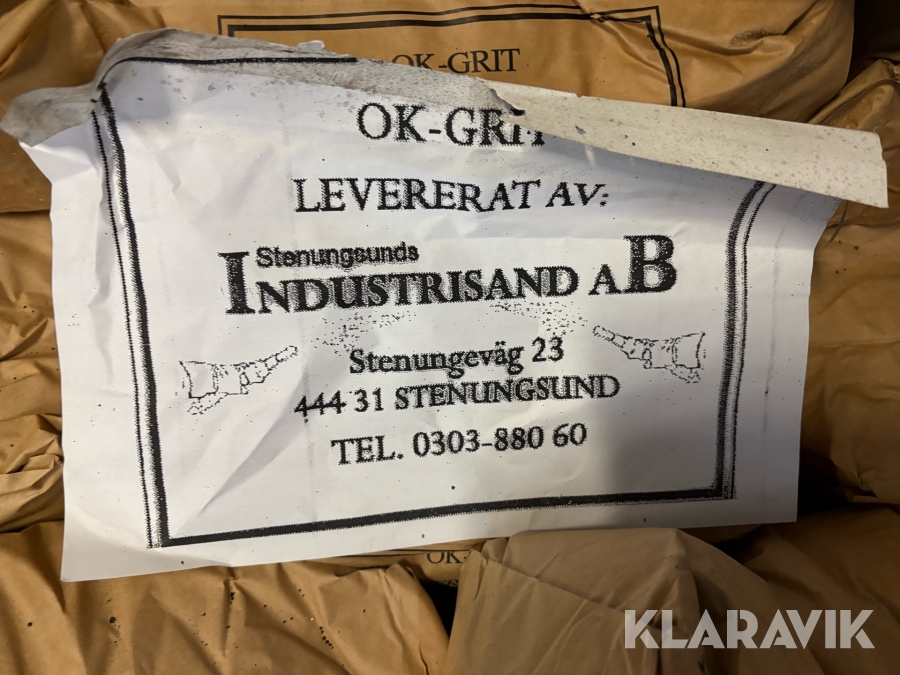 OK-GRIT
OK-GRIT
LEVERERAT AV:
Stenungsunds
INDUSTRISAND AB
Stenungeväg 23
444 31 STENUNGSUND
TEL. 0303-880 60
OK-
KLARAVIK